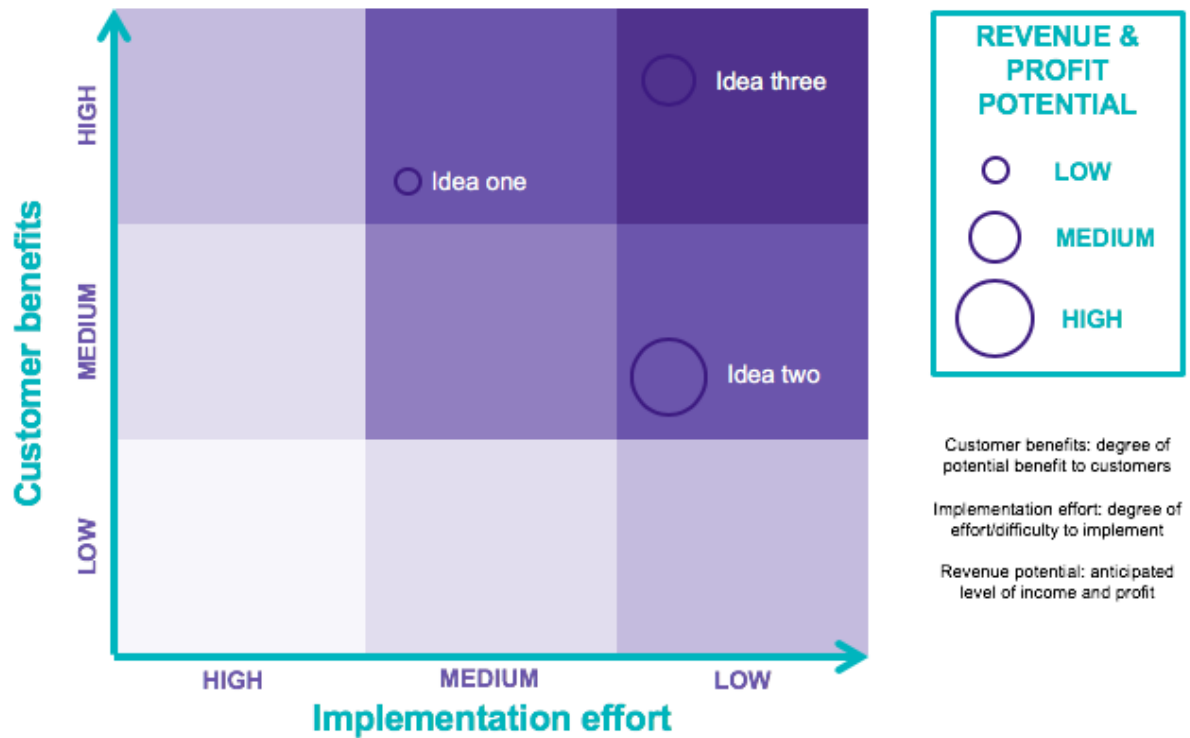 Customer benefits
HIGH
MEDIUM
LOW
Idea three
Idea one
Idea two
HIGH
MEDIUM
LOW
Implementation effort
REVENUE &
PROFIT
POTENTIAL
LOW
MEDIUM
HIGH
Customer benefits: degree of
potential benefit to customers
Implementation effort: degree of
effort/difficulty to implement
Revenue potential: anticipated
level of income and profit